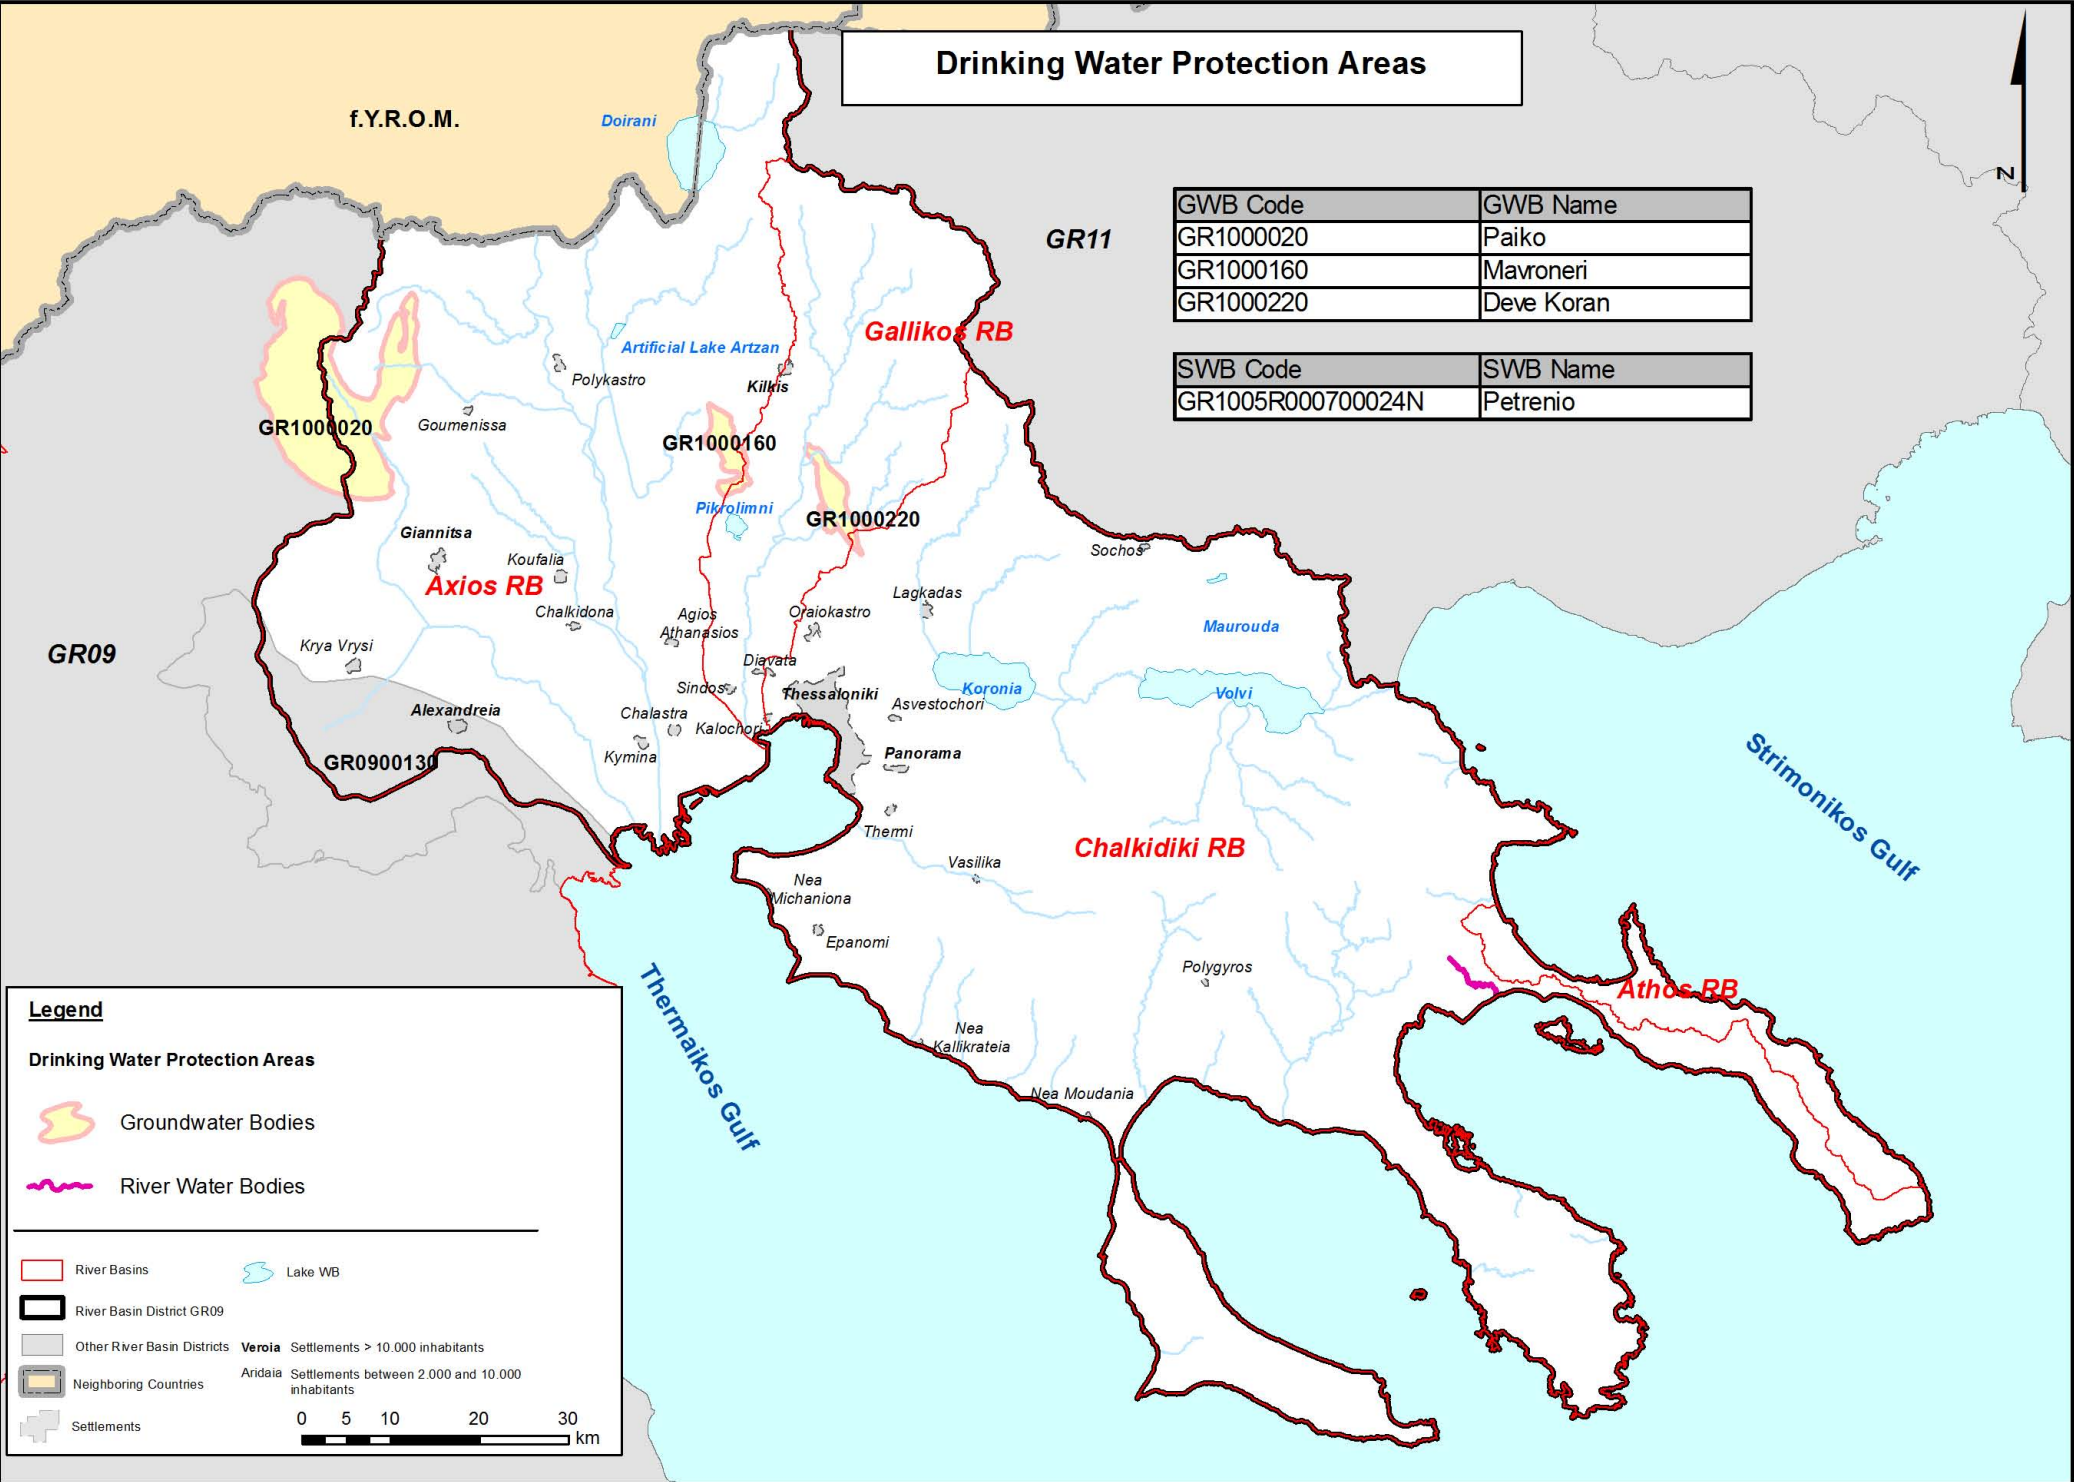 Drinking Water Protection Areas
f.Y.R.O.M.
Doirani
N
GR11
GWB Code GWB Name
GR1000020 Paiko
GR1000160 Mavroneri
GR1000220 Deve Koran
SWB Code SWB Name
GR1005R000700024N Petrenio
Gallikos RB
Artificial Lake Artzan
Polykastro
Kilkis
Goumenissa
GR1000020
GR1000160
Pikrolimni
GR1000220
Giannitsa
Koufalia
Axios RB
Sochos
Lagkadas
Chalkidona
Agios
Athanasios
Oraiokastro
Maurouda
Krya Vrysi
GR09
Diavata
Sindos
Thessaloniki
Koronia
Volvi
Asvestochori
Alexandreia
Chalastra
Kalochori
Kymina
Panorama
GR0900130
Strimonikos Gulf
Thermi
Chalkidiki RB
Vasilika
Nea
Michaniona
Epanomi
Polygyros
Athos RB
Thermaikos Gulf
Nea
Kallikrateia
Nea Moudania
Legend
Drinking Water Protection Areas
Groundwater Bodies
River Water Bodies
River Basins
Lake WB
River Basin District GR09
Other River Basin Districts
Veroia Settlements > 10.000 inhabitants
Neighboring Countries
Aridaia Settlements between 2.000 and 10.000
inhabitants
Settlements
0 5 10 20 30
km